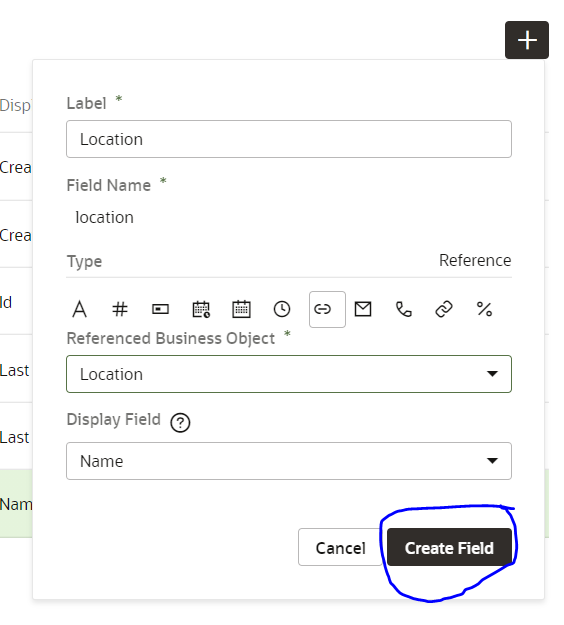 +
Label *
Disp
Location
Crea
Field Name *
location
Crea
Type Reference
Id
A # %
Referenced Business Object *
Last
Location
Display Field ?
Last
Name
Nam
Cancel Create Field